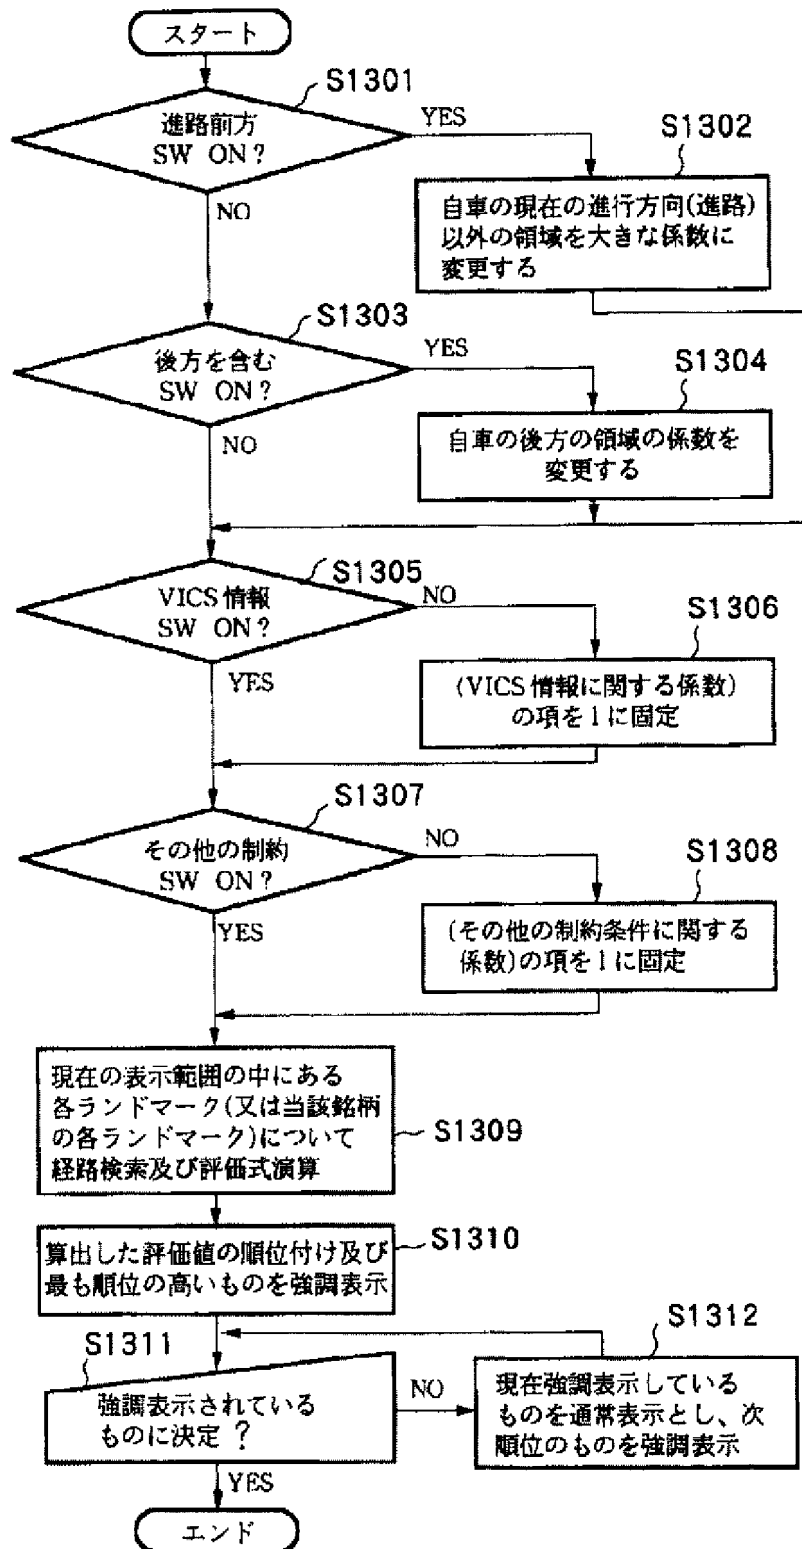 スタート
S1301
進路前方
SW ON?
YES
NO
S1302
自車の現在の進行方向(進路)
以外の領域を大きな係数に
変更する
S1303
後方を含む
SW ON?
YES
NO
S1304
自車の後方の領域の係数を
変更する
S1305
VICS情報
SW ON?
NO
YES
S1306
(VICS情報に関する係数)
の項を1に固定
S1307
その他の制約
SW ON?
NO
YES
S1308
(その他の制約条件に関する
係数)の項を1に固定
現在の表示範囲の中にある
各ランドマーク(又は当該銘柄
の各ランドマーク)について
経路検索及び評価式演算
S1309
算出した評価値の順位付け及び
最も順位の高いものを強調表示
S1310
S1311
強調表示されている
ものに決定?
NO
YES
S1312
現在強調表示している
ものを通常表示とし、次
順位のものを強調表示
エンド